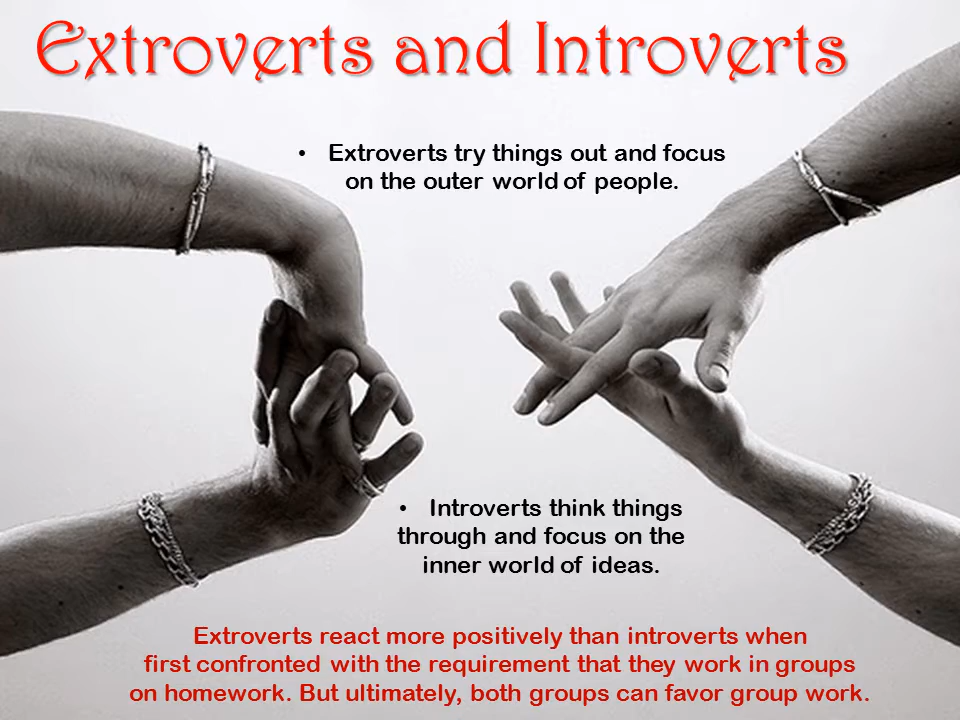 Extroverts and Introverts
• Extroverts try things out and focus
on the outer world of people.
• Introverts think things
through and focus on the
inner world of ideas.
Extroverts react more positively than introverts when
first confronted with the requirement that they work in groups
on homework. But ultimately, both groups can favor group work.